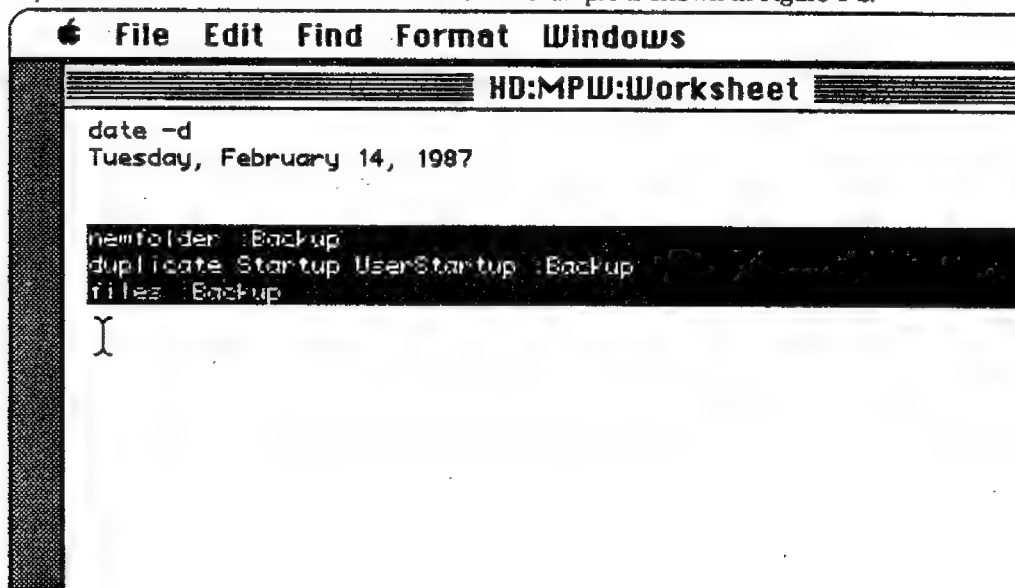 File Edit Find Format Windows
HD:MPW:Worksheet
date -d
Tuesday, February 14, 1987
newfolder :Backup
duplicate Startup UserStartup :Backup
files :Backup